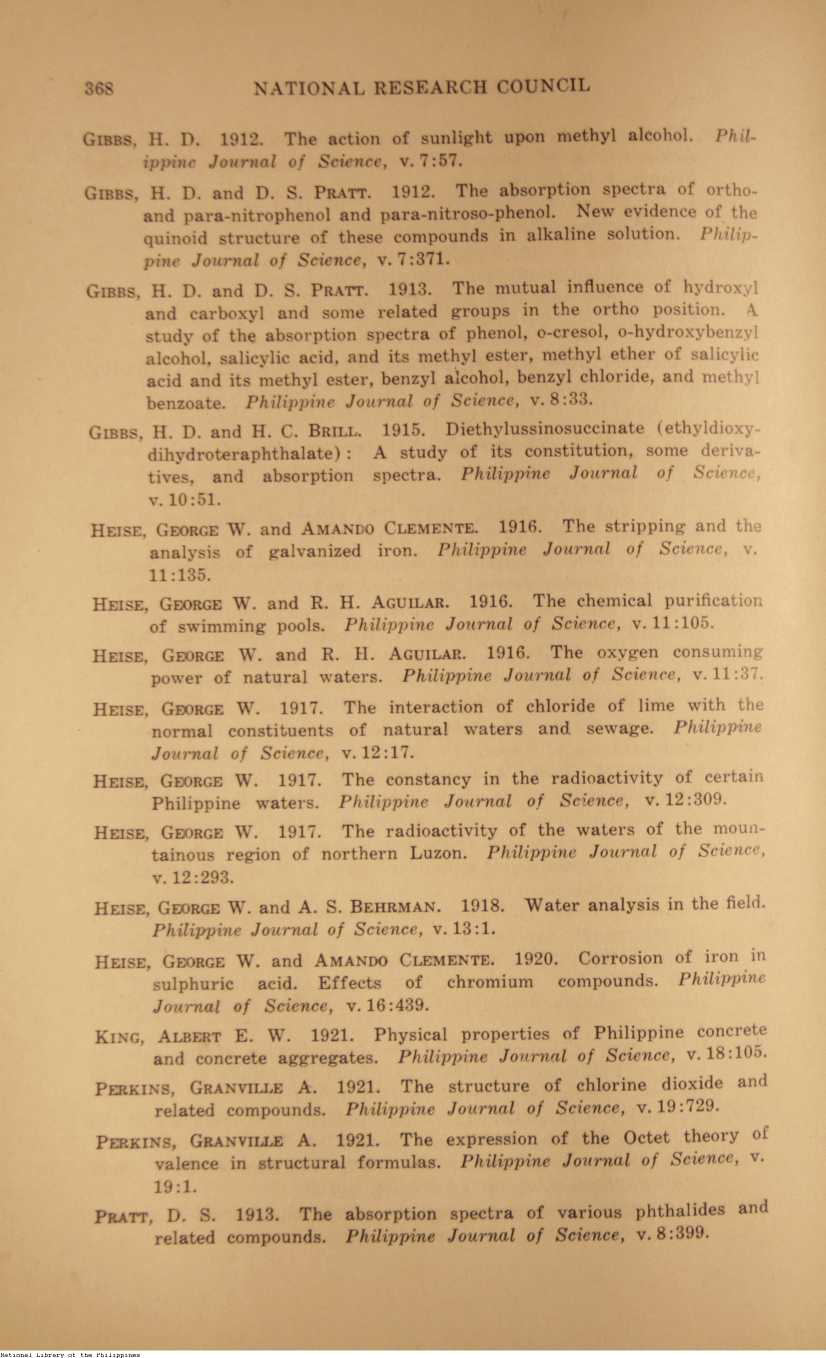 368 NATIONAL RESEARCH COUNCIL
GIBBS, H. D. 1912. The action of sunlight upon methyl alcohol. Phil-
ippine Journal of Science, v. 7:57.
GIBBS, H. D. and D. S. PRATT. 1912. The absorption spectra of ortho-
and para-nitrophenol and para-nitroso-phenol. New evidence of the
quinoid structure of these compounds in alkaline solution. Philip-
pine Journal of Science, v. 7:371.
GIBBS, H. D. and D. S. PRATT. 1913. The mutual influence of hydroxyl
and carboxyl and some related groups in the ortho position. A
study of the absorption spectra of phenol, o-cresol, o-hydroxybenzyl
alcohol, salicylic acid, and its methyl ester, methyl ether of salicylic
acid and its methyl ester, benzyl alcohol, benzyl chloride, and methyl
benzoate. Philippine Journal of Science, v. 8:33.
GIBBS, H. D. and H. C. BRILL. 1915. Diethylussinosuccinate (ethyldioxy-
dihydroteraphthalate): A study of its constitution, some deriva-
tives, and absorption spectra. Philippine Journal of Science,
v. 10:51.
HEISE, GEORGE W. and AMANDO CLEMENTE. 1916. The stripping and the
analysis of galvanized iron. Philippine Journal of Science, v.
11:135.
HEISE, GEORGE W. and R. H. AGUILAR. 1916. The chemical purification
of swimming pools. Philippine Journal of Science, v. 11:105.
HEISE, GEORGE W. and R. H. AGUILAR. 1916. The oxygen consuming
power of natural waters. Philippine Journal of Science, v. 11:37.
HEISE, GEORGE W. 1917. The interaction of chloride of lime with the
normal constituents of natural waters and sewage. Philippine
Journal of Science, v. 12:17.
HEISE, GEORGE W. 1917. The constancy in the radioactivity of certain
Philippine waters. Philippine Journal of Science, v. 12:309.
HEISE, GEORGE W. 1917. The radioactivity of the waters of the moun-
tainous region of northern Luzon. Philippine Journal of Science,
v. 12:293.
HEISE, GEORGE W. and A. S. BEHRMAN. 1918. Water analysis in the field.
Philippine Journal of Science, v. 13:1.
HEISE, GEORGE W. and AMANDO CLEMENTE. 1920. Corrosion of iron in
sulphuric acid. Effects of chromium compounds. Philippine
Journal of Science, v. 16:439.
KING, ALBERT E. W. 1921. Physical properties of Philippine concrete
and concrete aggregates. Philippine Journal of Science, v. 18:105.
PERKINS, GRANVILLE A. 1921. The structure of chlorine dioxide and
related compounds. Philippine Journal of Science, v. 19:729.
PERKINS, GRANVILLE A. 1921. The expression of the Octet theory of
valence in structural formulas. Philippine Journal of Science, v.
19:1.
PRATT, D. S. 1913. The absorption spectra of various phthalides and
related compounds. Philippine Journal of Science, v. 8:399.
National Library of the Philippines